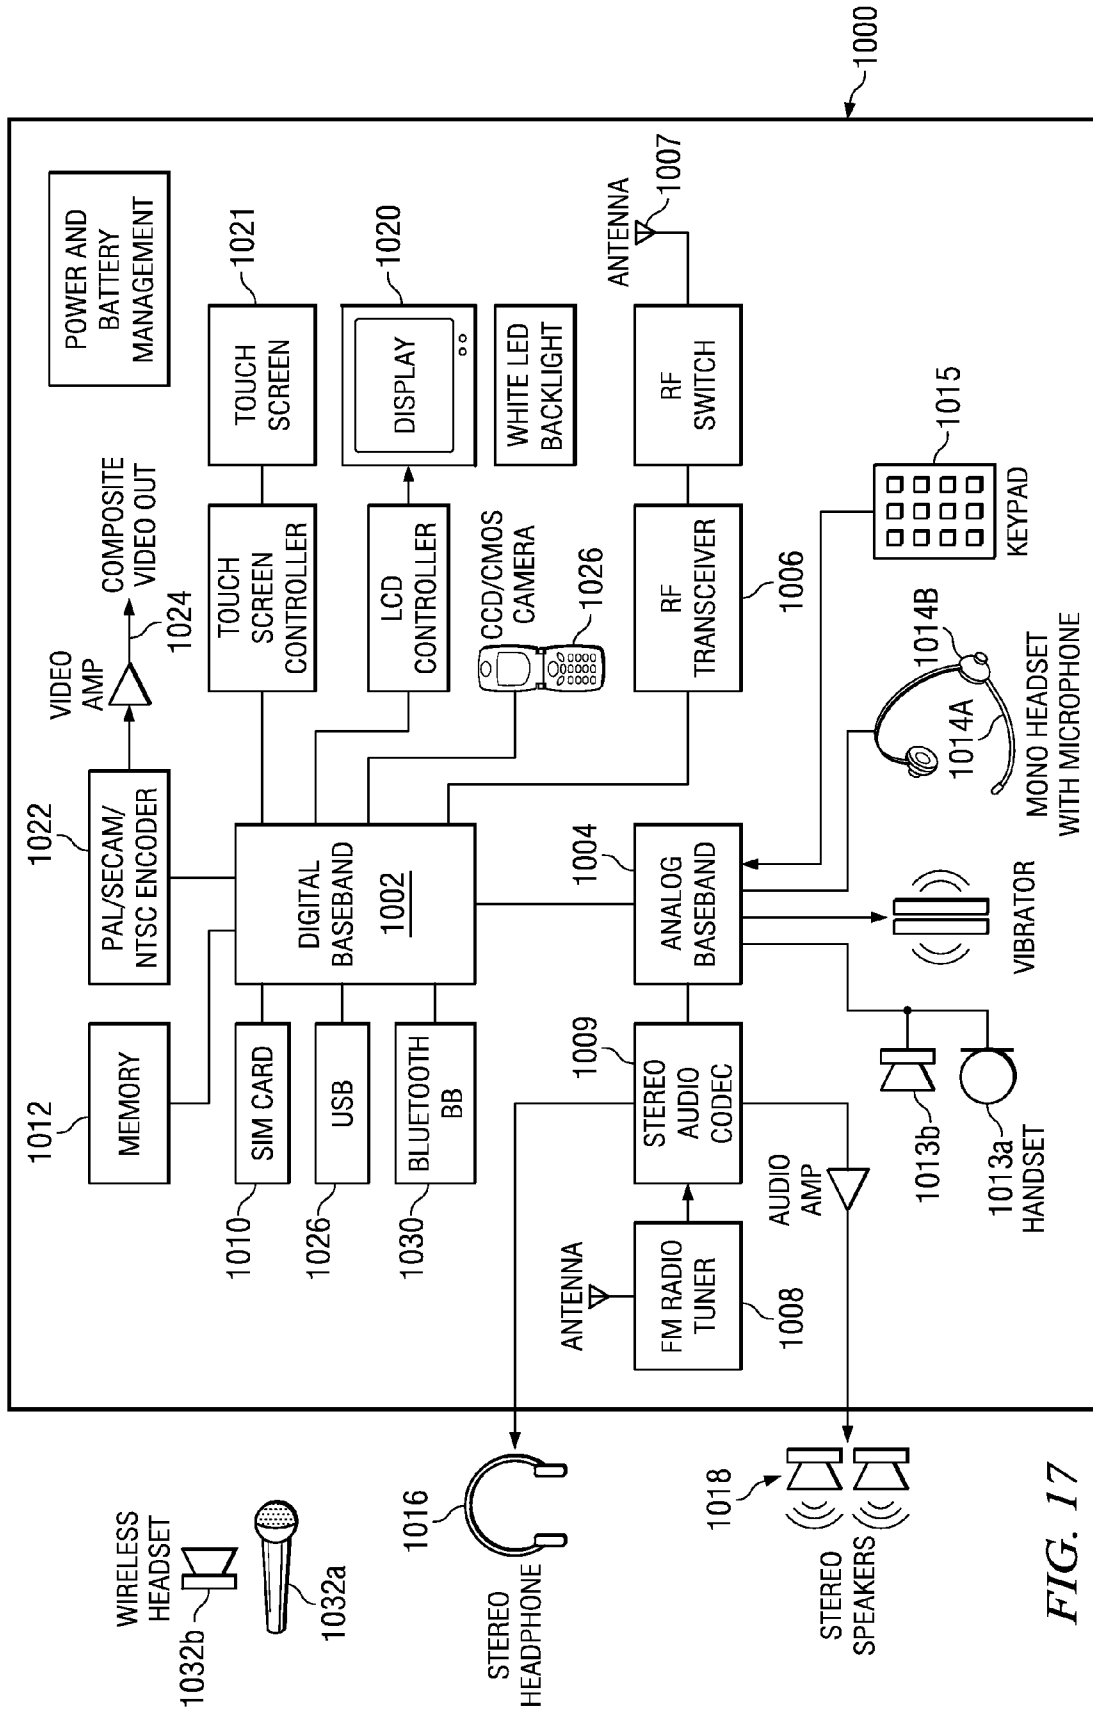 WIRELESS
HEADSET
1032b
1032a
1012
MEMORY
1022
PAL/SECAM/
NTSC ENCODER
VIDEO
AMP
1024
COMPOSITE
VIDEO OUT
POWER AND
BATTERY
MANAGEMENT
1010
SIM CARD
1026
USB
1030
BLUETOOTH
BB
DIGITAL
BASEBAND
1002
TOUCH
SCREEN
CONTROLLER
TOUCH
SCREEN
1021
LCD
CONTROLLER
DISPLAY
1020
CCD/CMOS
CAMERA
1026
WHITE LED
BACKLIGHT
1016
STEREO
HEADPHONE
ANTENNA
FM RADIO
TUNER
1008
1009
STEREO
AUDIO
CODEC
1004
ANALOG
BASEBAND
RF
TRANSCEIVER
1006
RF
SWITCH
ANTENNA
1007
1000
1018
STEREO
SPEAKERS
AUDIO
AMP
1013b
1013a
HANDSET
VIBRATOR
1014A
1014B
MONO HEADSET
WITH MICROPHONE
1015
KEYPAD
FIG. 17